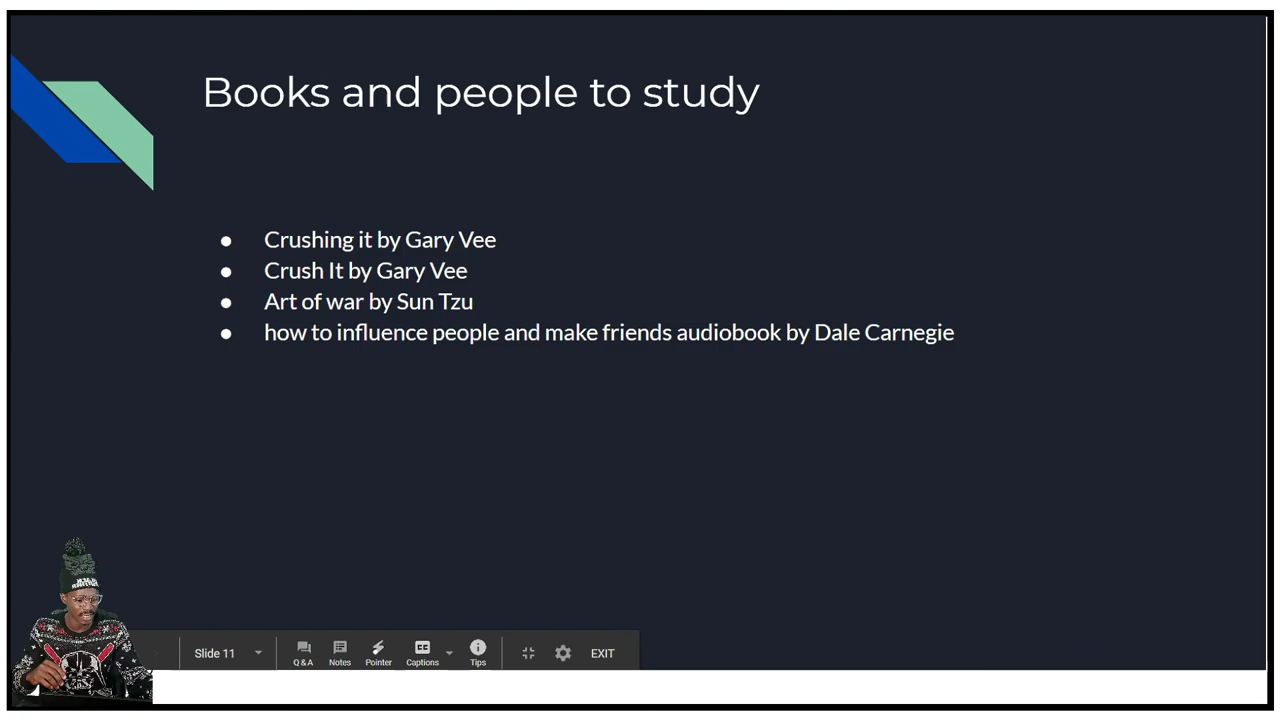 Books and people to study
● Crushing it by Gary Vee
● Crush It by Gary Vee
● Art of war by Sun Tzu
● how to influence people and make friends audiobook by Dale Carnegie
Slide 11
Q & A
Notes
Pointer
Captions
Tips
EXIT